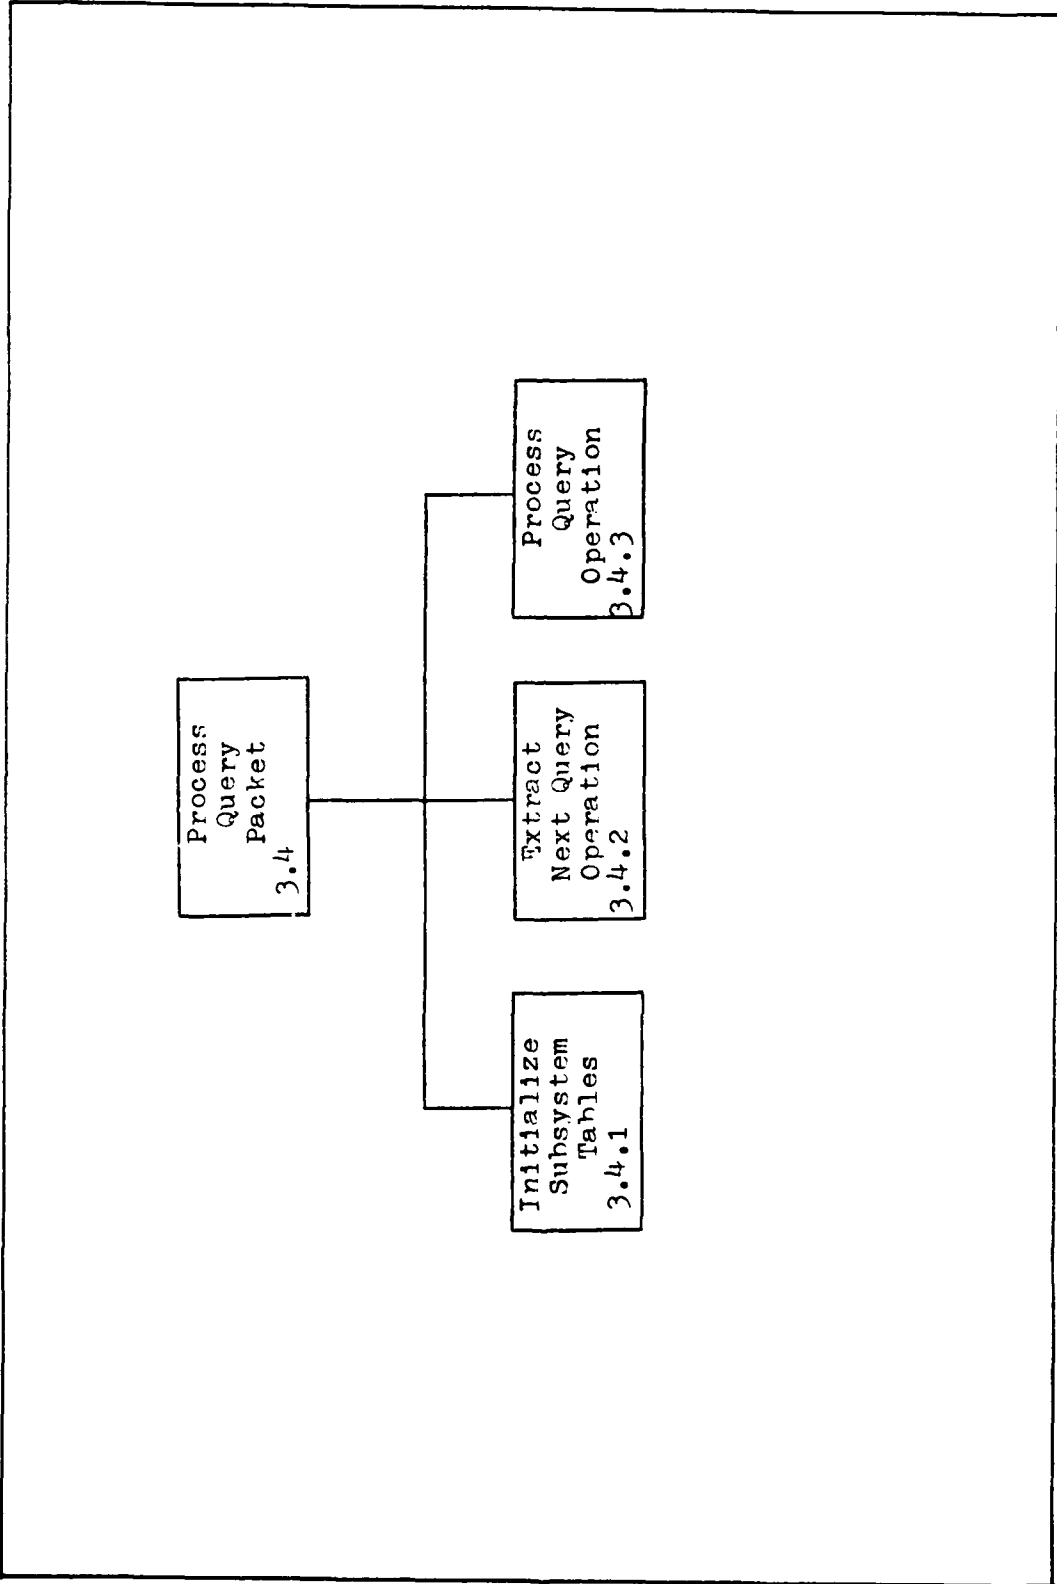 Process
Query
Packet
3.4
Initialize
Subsystem
Tables
3.4.1
Extract
Next Query
Operation
3.4.2
Process
Query
Operation
3.4.3